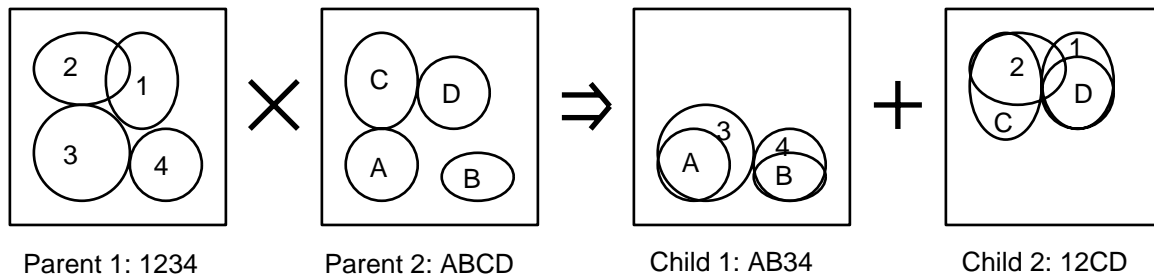 2
1
3
4
C
D
A
B
3
A
4
B
1
2
D
C
Parent 1: 1234
Parent 2: ABCD
Child 1: AB34
Child 2: 12CD